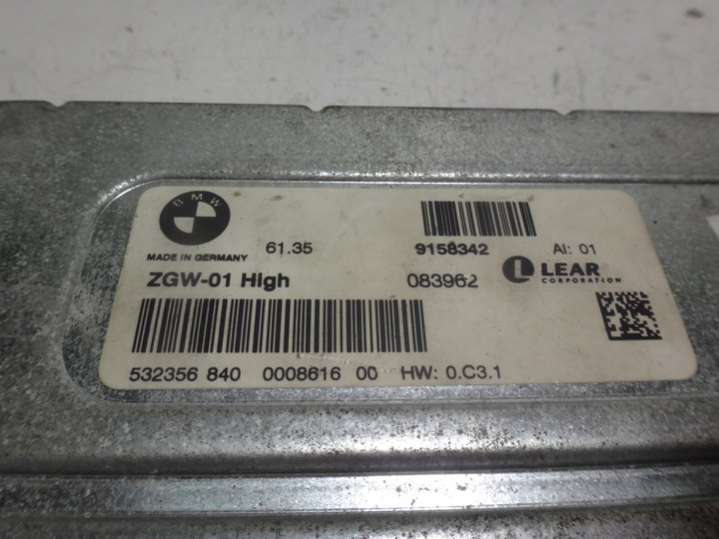 BMW
MADE IN GERMANY 61.35 9158342 AI: 01
ZGW-01 High 083962 LEAR
CORPORATION
532356 840 0008616 00 HW: 0.C3.1